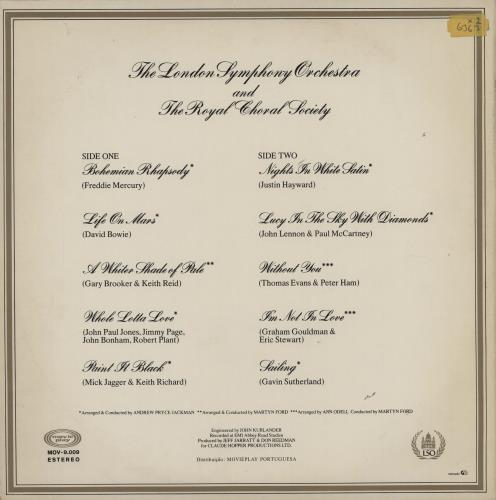 The London Symphony Orchestra
and
The Royal Choral Society
SIDE ONE
Bohemian Rhapsody*
(Freddie Mercury)
Life On Mars*
(David Bowie)
A Whiter Shade of Pale**
(Gary Brooker & Keith Reid)
Whole Lotta Love*
(John Paul Jones, Jimmy Page,
John Bonham, Robert Plant)
Paint It Black*
(Mick Jagger & Keith Richard)
SIDE TWO
Nights In White Satin*
(Justin Hayward)
Lucy In The Sky With Diamonds*
(John Lennon & Paul McCartney)
Without You***
(Thomas Evans & Peter Ham)
I'm Not In Love***
(Graham Gouldman &
Eric Stewart)
Sailing*
(Gavin Sutherland)
*Arranged & Conducted by ANDREW PRYCE JACKMAN **Arranged & Conducted by MARTYN FORD ***Arranged by ANN ODELL Conducted by MARTYN FORD
Engineered by JOHN KURLANDER
Recorded at EMI Abbey Road Studios
Produced by JEFF JARRATT & DON REEDMAN
for CLAUDE HOPPER PRODUCTIONS LTD.
Distribuição: MOVIEPLAY PORTUGUESA
MOV-9.009
ESTEREO
LSO